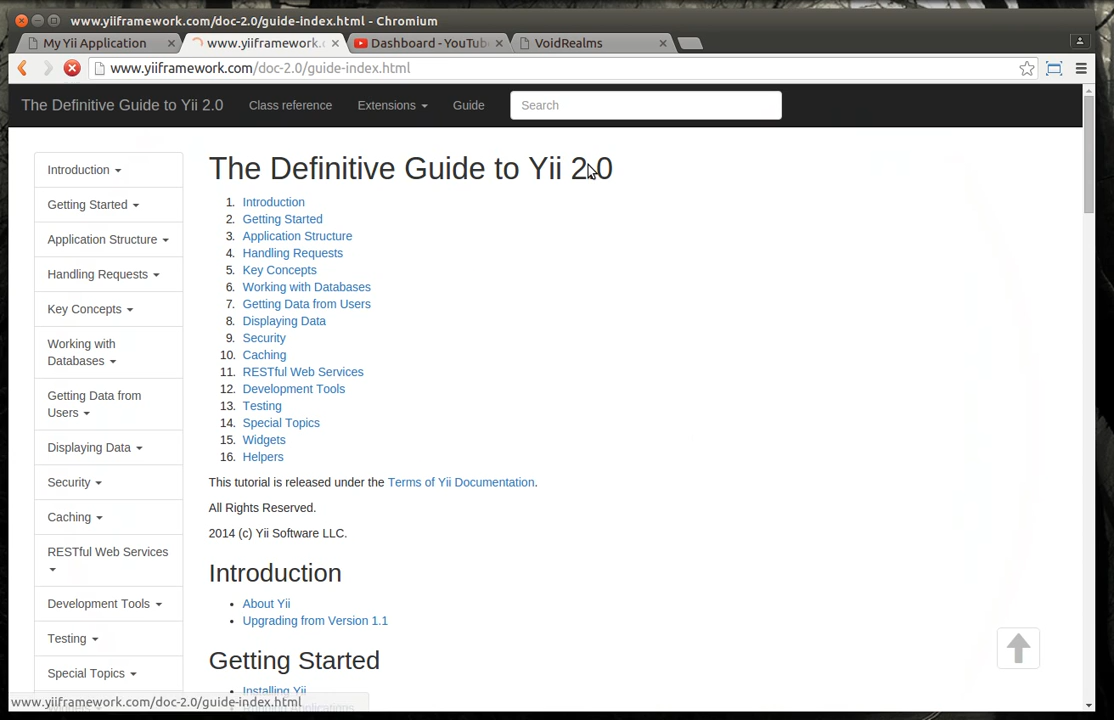 www.yiiframework.com/doc-2.0/guide-index.html - Chromium
My Yii Application
www.yiiframework.c
Dashboard - YouTub
VoidRealms
www.yiiframework.com/doc-2.0/guide-index.html
The Definitive Guide to Yii 2.0
Class reference
Extensions
Guide
Search
Introduction
Getting Started
Application Structure
Handling Requests
Key Concepts
Working with
Databases
Getting Data from
Users
Displaying Data
Security
Caching
RESTful Web Services
Development Tools
Testing
Special Topics
The Definitive Guide to Yii 2.0
1. Introduction
2. Getting Started
3. Application Structure
4. Handling Requests
5. Key Concepts
6. Working with Databases
7. Getting Data from Users
8. Displaying Data
9. Security
10. Caching
11. RESTful Web Services
12. Development Tools
13. Testing
14. Special Topics
15. Widgets
16. Helpers
This tutorial is released under the Terms of Yii Documentation.
All Rights Reserved.
2014 (c) Yii Software LLC.
Introduction
• About Yii
• Upgrading from Version 1.1
Getting Started
Installing Yii
www.yiiframework.com/doc-2.0/guide-index.html